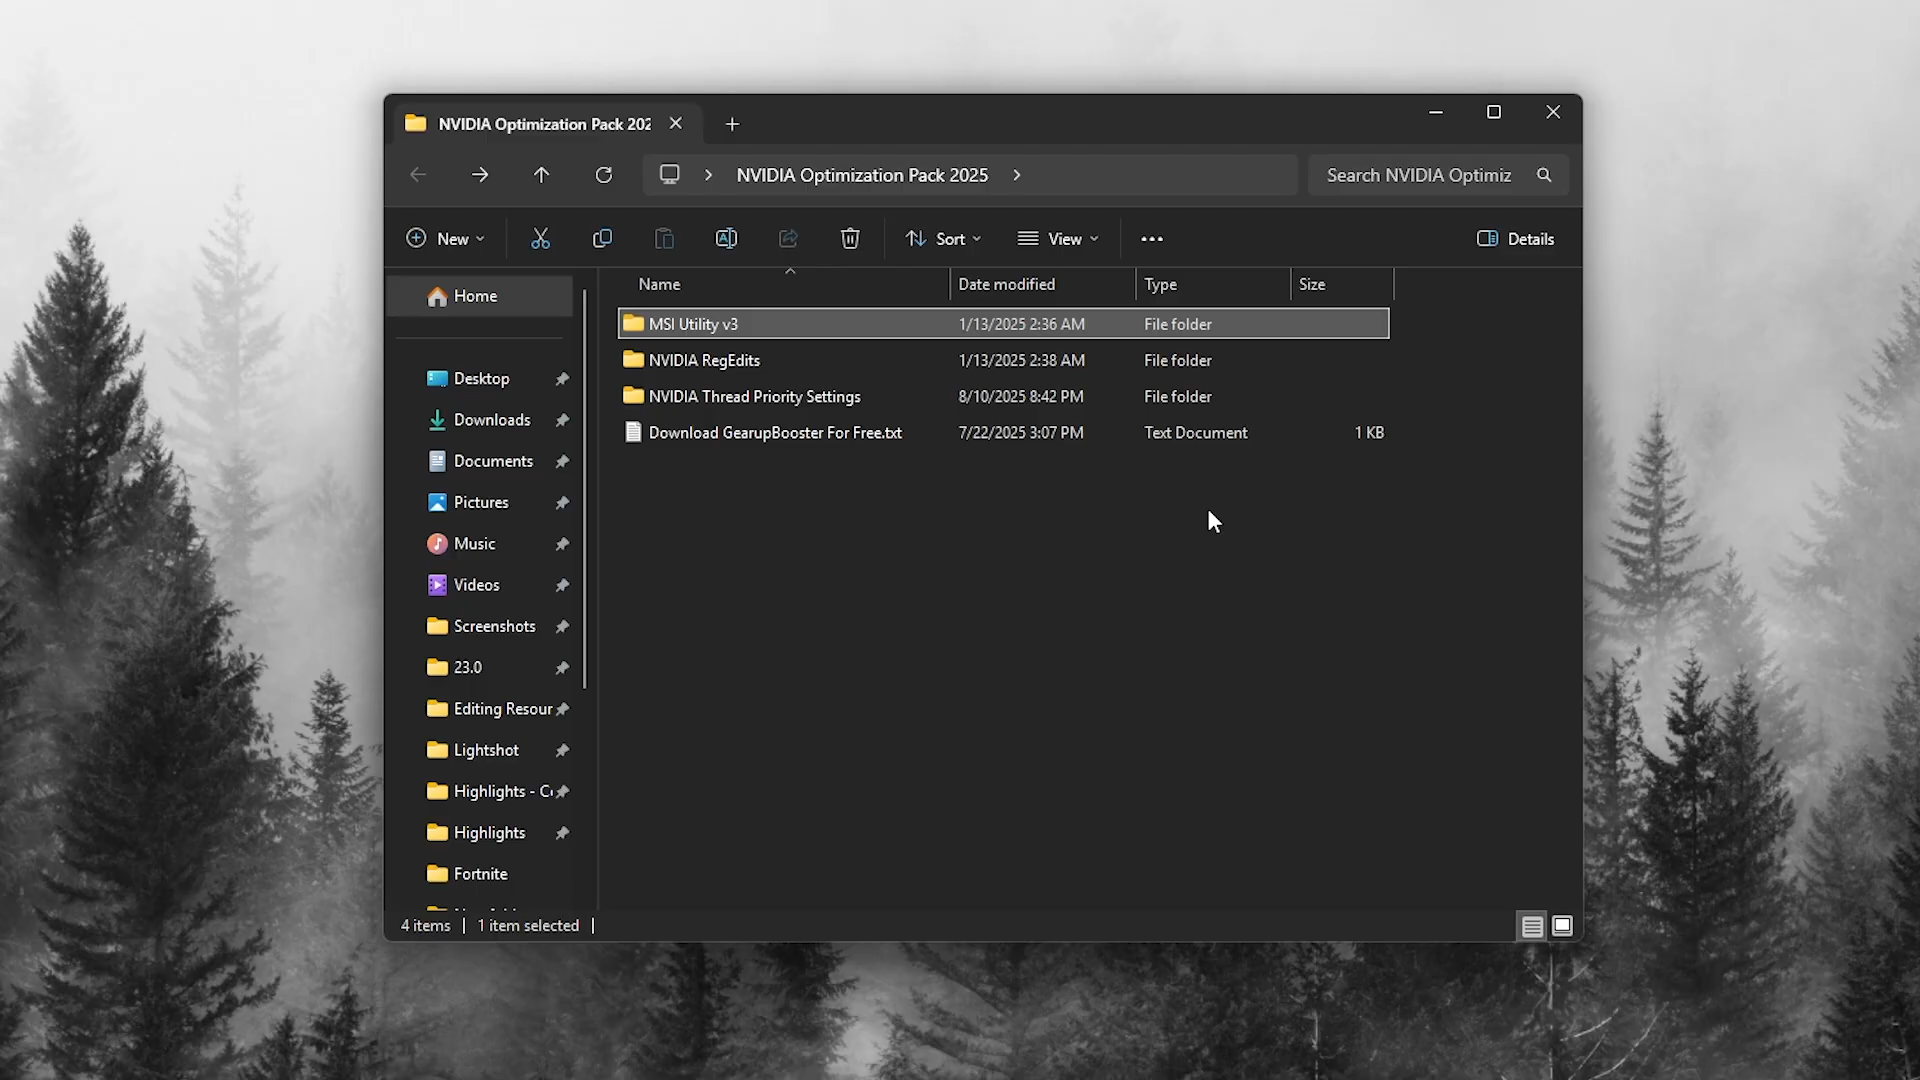 NVIDIA Optimization Pack 202
NVIDIA Optimization Pack 2025
Search NVIDIA Optimiz
New
Sort
View
Details
Name
Date modified
Type
Size
Home
Desktop
Downloads
Documents
Pictures
Music
Videos
Screenshots
23.0
Editing Resour
Lightshot
Highlights - C
Highlights
Fortnite
MSI Utility v3 1/13/2025 2:36 AM File folder
NVIDIA RegEdits 1/13/2025 2:38 AM File folder
NVIDIA Thread Priority Settings 8/10/2025 8:42 PM File folder
Download GearupBooster For Free.txt 7/22/2025 3:07 PM Text Document 1 KB
4 items
1 item selected